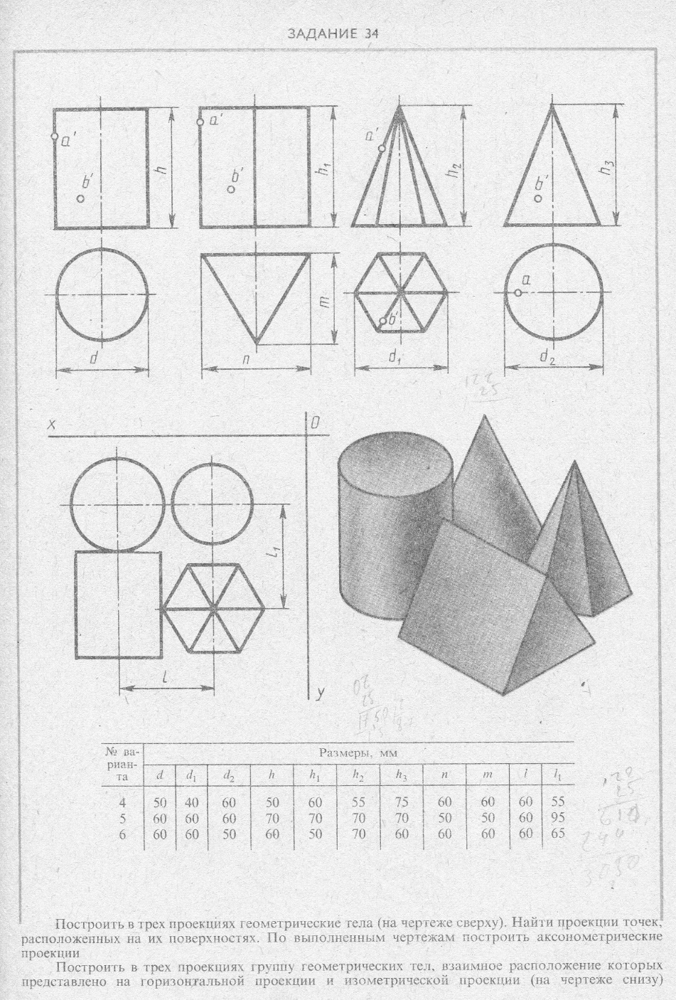 ЗАДАНИЕ 34
a' b' h
a' b' h₁
a' h₂
b' h₃
d
m n
b' d₁
a d₂
x 0
l₁
l
y
№ ва-
риан-
та
Размеры, мм
d d₁ d₂ h h₁ h₂ h₃ n m l l₁
4 50 40 60 50 60 55 75 60 60 60 55
5 60 60 60 70 70 70 70 50 50 60 95
6 60 60 50 60 50 70 60 60 60 60 65
Построить в трех проекциях геометрические тела (на чертеже сверху). Найти проекции точек,
расположенных на их поверхностях. По выполненным чертежам построить аксонометрические
проекции
Построить в трех проекциях группу геометрических тел, взаимное расположение которых
представлено на горизонтальной проекции и изометрической проекции (на чертеже снизу)